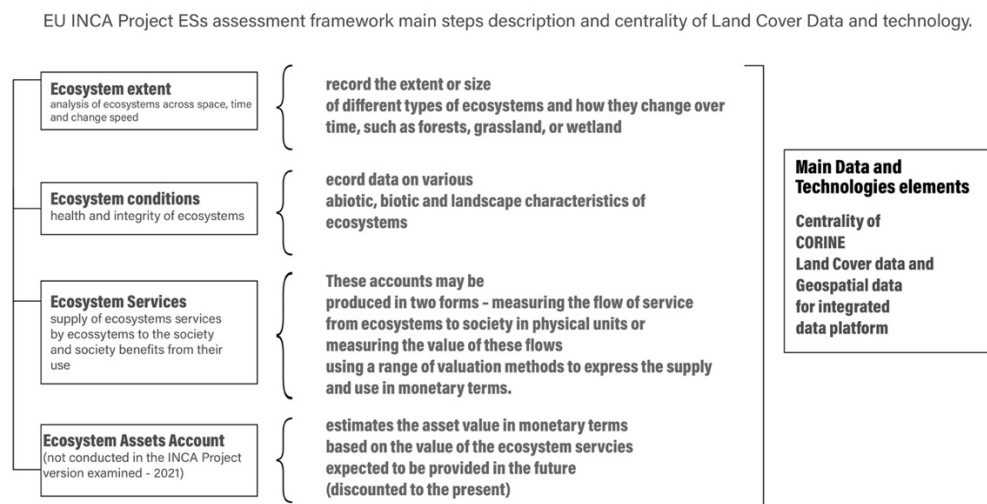 EU INCA Project ESs assessment framework main steps description and centrality of Land Cover Data and technology.
Ecosystem extent
analysis of ecosystems across space, time
and change speed
record the extent or size
of different types of ecosystems and how they change over
time, such as forests, grassland, or wetland
Ecosystem conditions
health and integrity of ecosystems
ecord data on various
abiotic, biotic and landscape characteristics of
ecosystems
Ecosystem Services
supply of ecosystems services
by ecossytems to the society
and society benefits from their
use
These accounts may be
produced in two forms – measuring the flow of service
from ecosystems to society in physical units or
measuring the value of these flows
using a range of valuation methods to express the supply
and use in monetary terms.
Ecosystem Assets Account
(not conducted in the INCA Project
version examined - 2021)
estimates the asset value in monetary terms
based on the value of the ecosystem servcies
expected to be provided in the future
(discounted to the present)
Main Data and
Technologies elements
Centrality of
CORINE
Land Cover data and
Geospatial data
for integrated
data platform